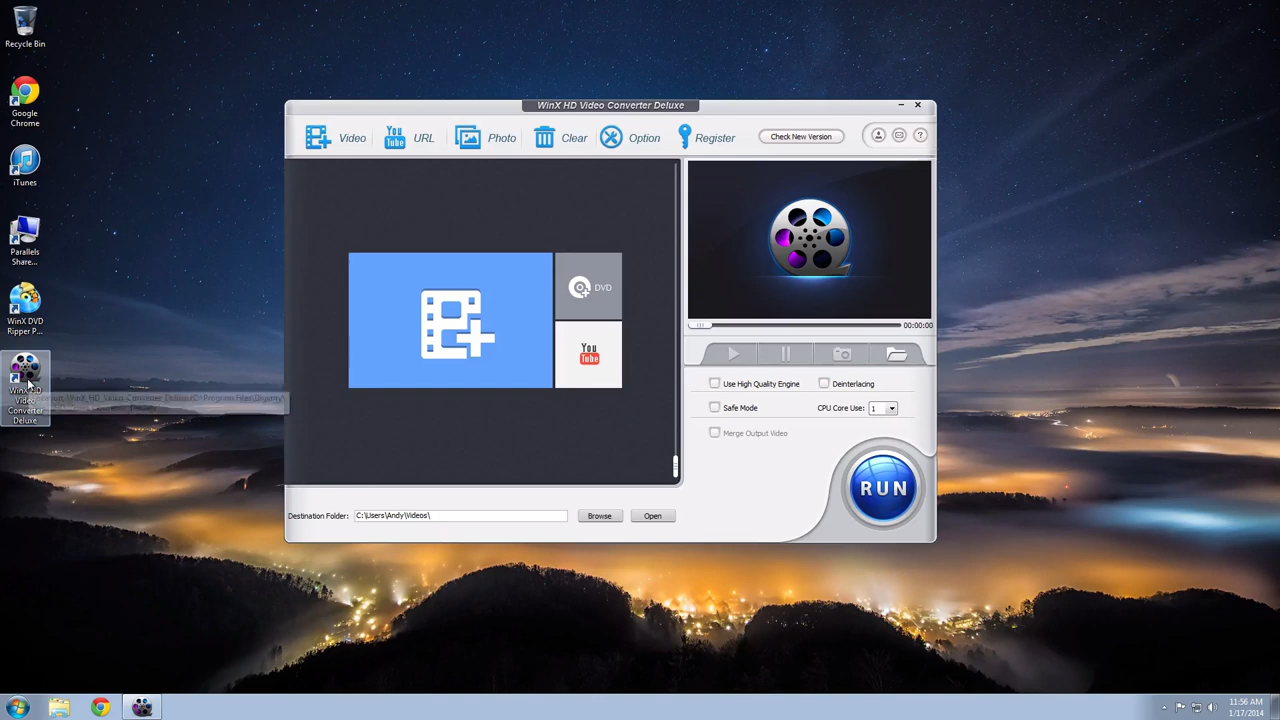 Recycle Bin
Google
Chrome
iTunes
Parallels
Share...
WinX DVD
Ripper P...
WinX HD
Video
Converter
Deluxe
WinX HD Video Converter Deluxe
Video
You Tube URL
Photo
Clear
Option
Register
Check New Version
?
DVD
You
Tube
00:00:00
Use High Quality Engine
Deinterlacing
Safe Mode
CPU Core Use: 1
Merge Output Video
RUN
Destination Folder: C:\Users\Andy\Videos\
Browse
Open
11:56 AM
1/17/2014